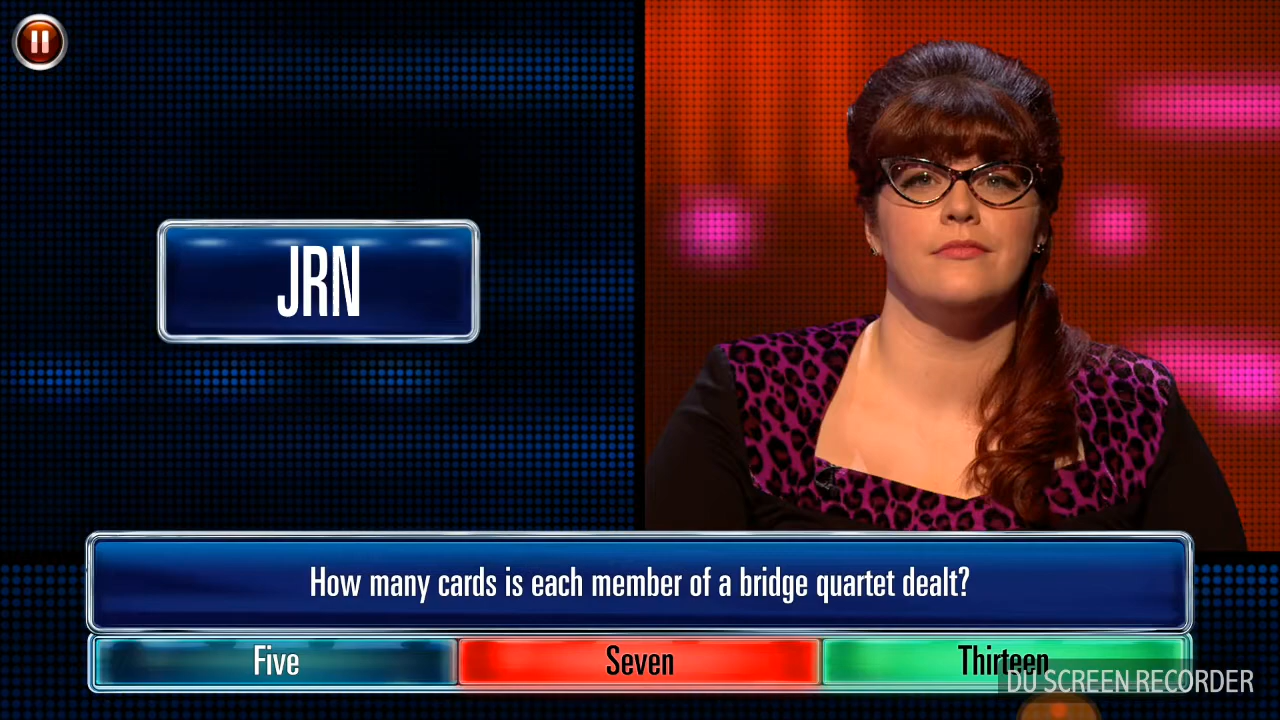 JRN
How many cards is each member of a bridge quartet dealt?
Five
Seven
Thirteen
DU SCREEN RECORDER